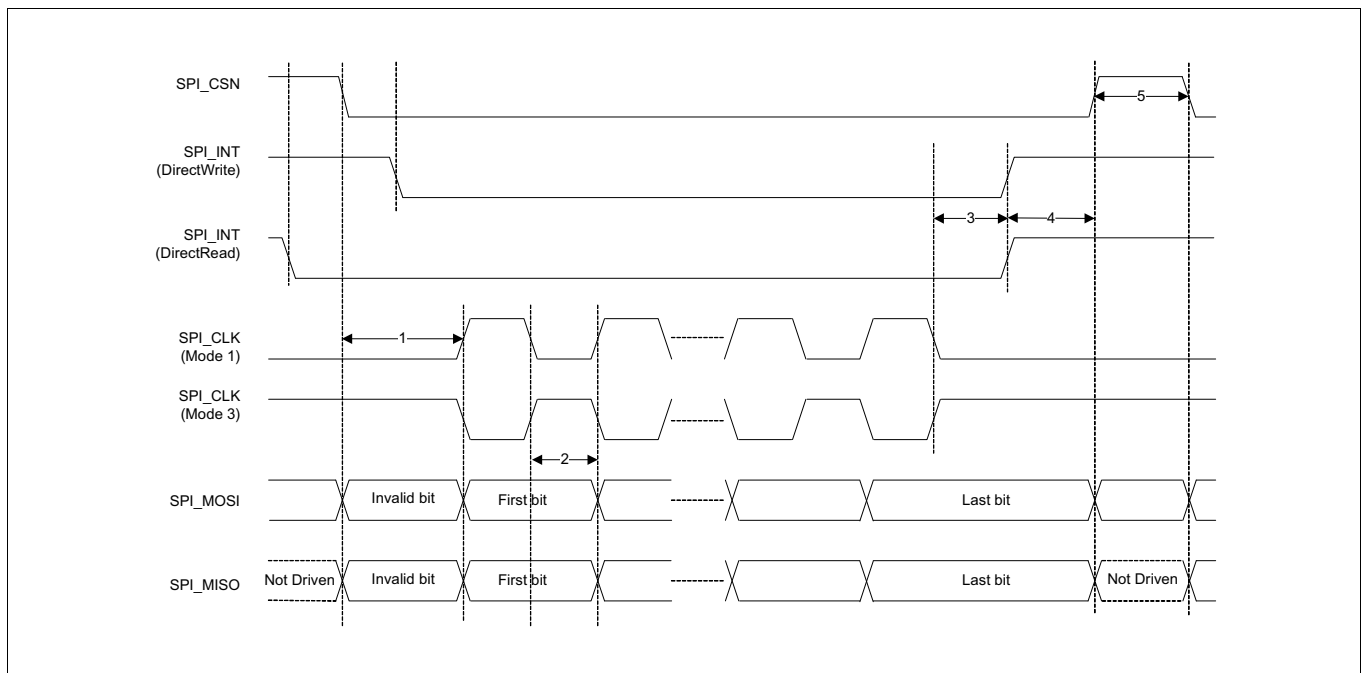 SPI_CSN
5
SPI_INT
(DirectWrite)
3
4
SPI_INT
(DirectRead)
SPI_CLK
(Mode 1)
1
SPI_CLK
(Mode 3)
2
SPI_MOSI
Invalid bit
First bit
Last bit
SPI_MISO
Not Driven
Invalid bit
First bit
Last bit
Not Driven